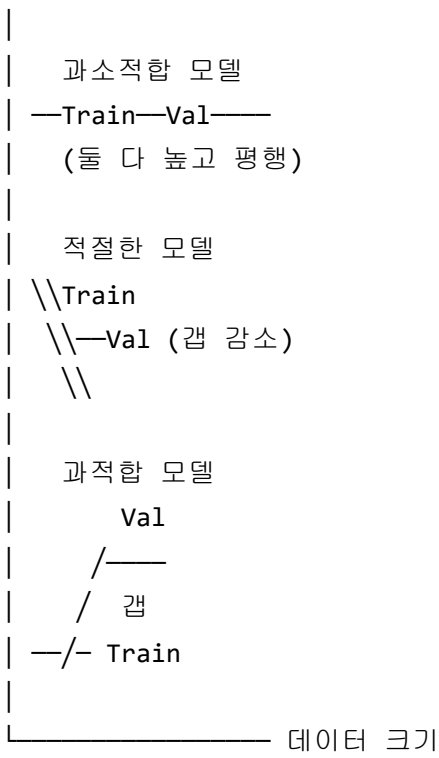 과소적합 모델
——Train——Val————
(둘 다 높고 평행)
적절한 모델
\\Train
\\——Val (갭 감소)
\\
과적합 모델
Val
/————
/ 갭
——/— Train
데이터 크기